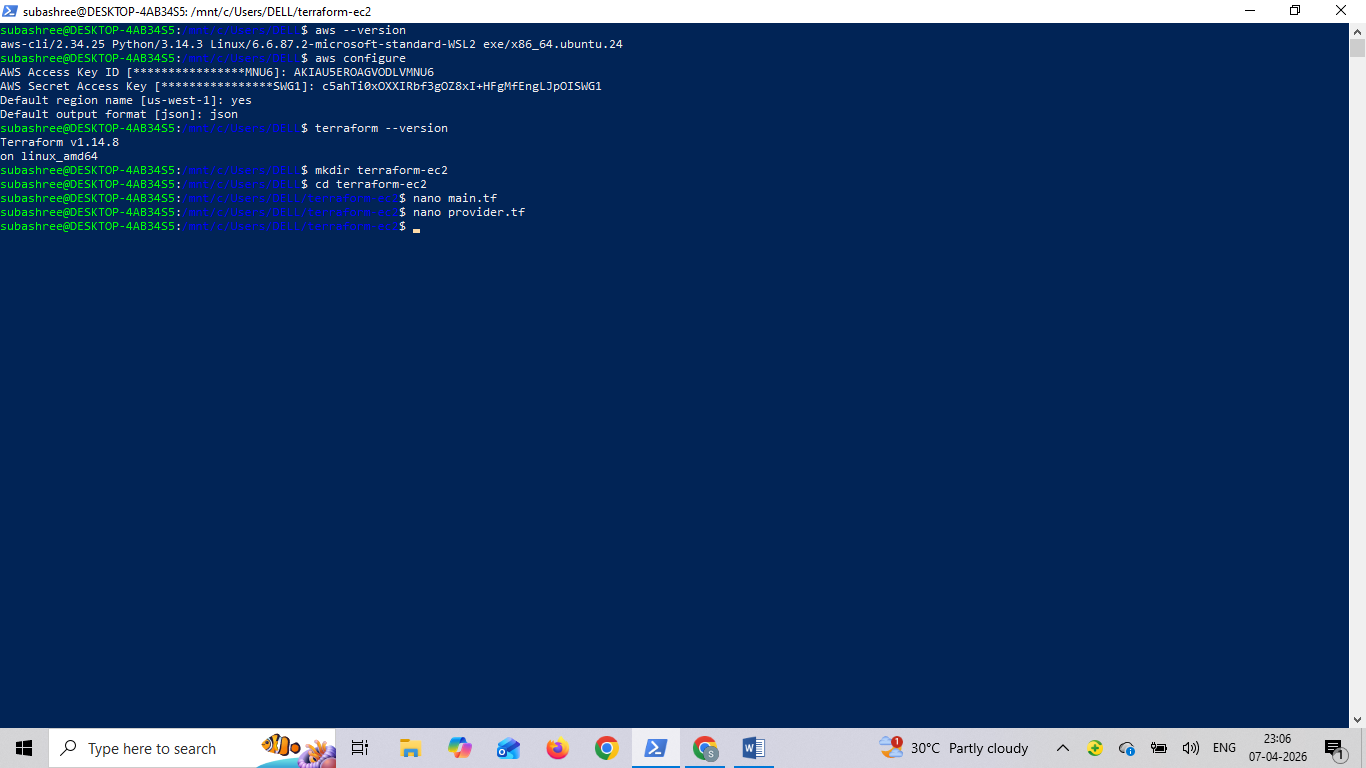 subashree@DESKTOP-4AB34S5: /mnt/c/Users/DELL/terraform-ec2
subashree@DESKTOP-4AB34S5:/mnt/c/Users/DELL$ aws --version
aws-cli/2.34.25 Python/3.14.3 Linux/6.6.87.2-microsoft-standard-WSL2 exe/x86_64.ubuntu.24
subashree@DESKTOP-4AB34S5:/mnt/c/Users/DELL$ aws configure
AWS Access Key ID [****************MNU6]: AKIAU5EROAGVODLVMNU6
AWS Secret Access Key [****************SWG1]: 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
Default region name [us-west-1]: yes
Default output format [json]: json
subashree@DESKTOP-4AB34S5:/mnt/c/Users/DELL$ terraform --version
Terraform v1.14.8
on linux_amd64
subashree@DESKTOP-4AB34S5:/mnt/c/Users/DELL$ mkdir terraform-ec2
subashree@DESKTOP-4AB34S5:/mnt/c/Users/DELL$ cd terraform-ec2
subashree@DESKTOP-4AB34S5:/mnt/c/Users/DELL/terraform-ec2$ nano main.tf
subashree@DESKTOP-4AB34S5:/mnt/c/Users/DELL/terraform-ec2$ nano provider.tf
subashree@DESKTOP-4AB34S5:/mnt/c/Users/DELL/terraform-ec2$
Type here to search
S
W
1
30°C Partly cloudy
ENG
23:06
07-04-2026
1